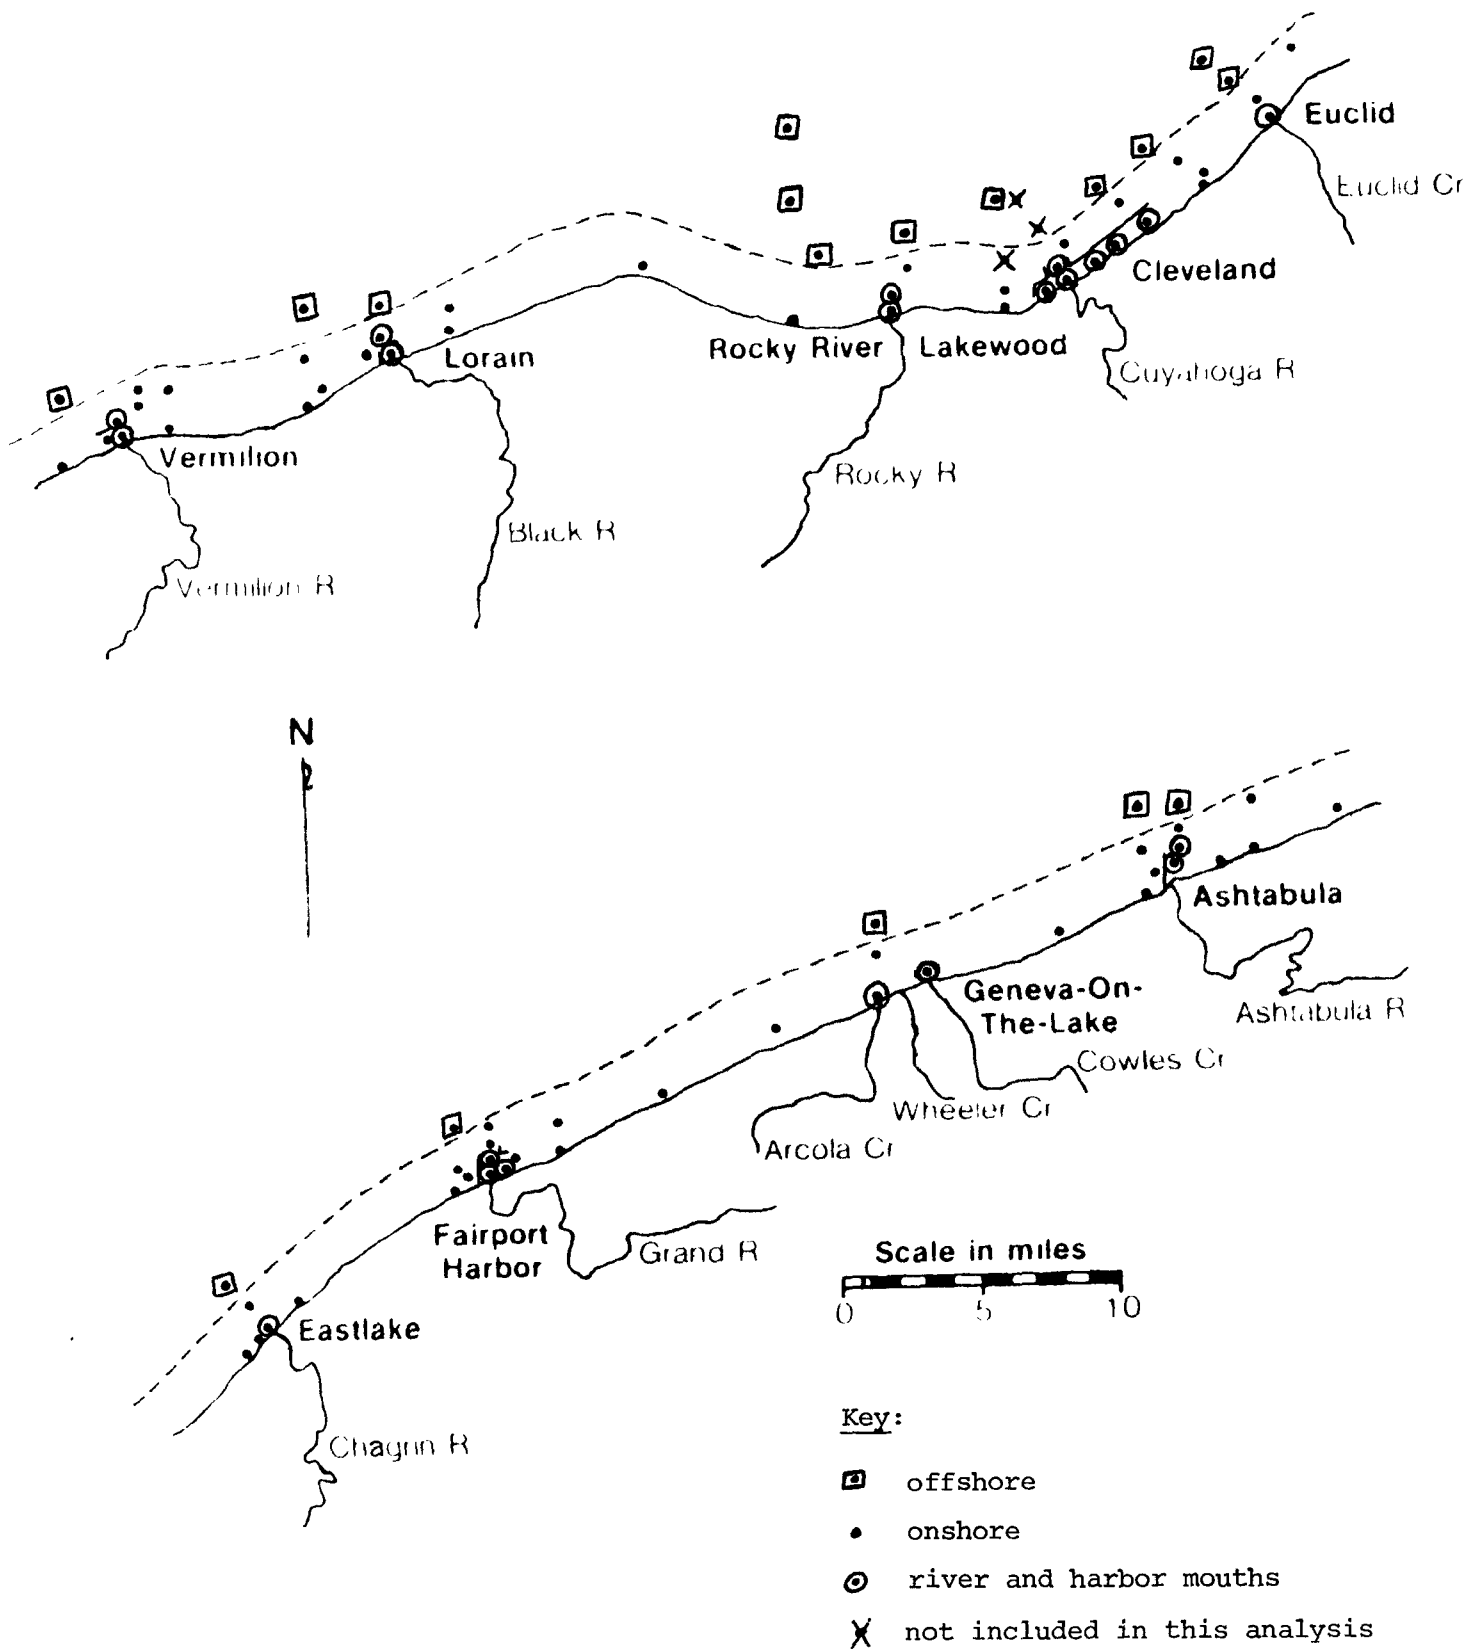 Euclid
Euclid Cr
Cleveland
Rocky River
Lakewood
Lorain
Cuyahoga R
Vermilion
Rocky R
Black R
Vermilion R
N
Ashtabula
Geneva-On-
The-Lake
Ashtabula R
Cowles Cr
Wheeler Cr
Arcola Cr
Fairport
Harbor
Grand R
Scale in miles
0 5 10
Eastlake
Chagrin R
Key:
offshore
onshore
river and harbor mouths
not included in this analysis